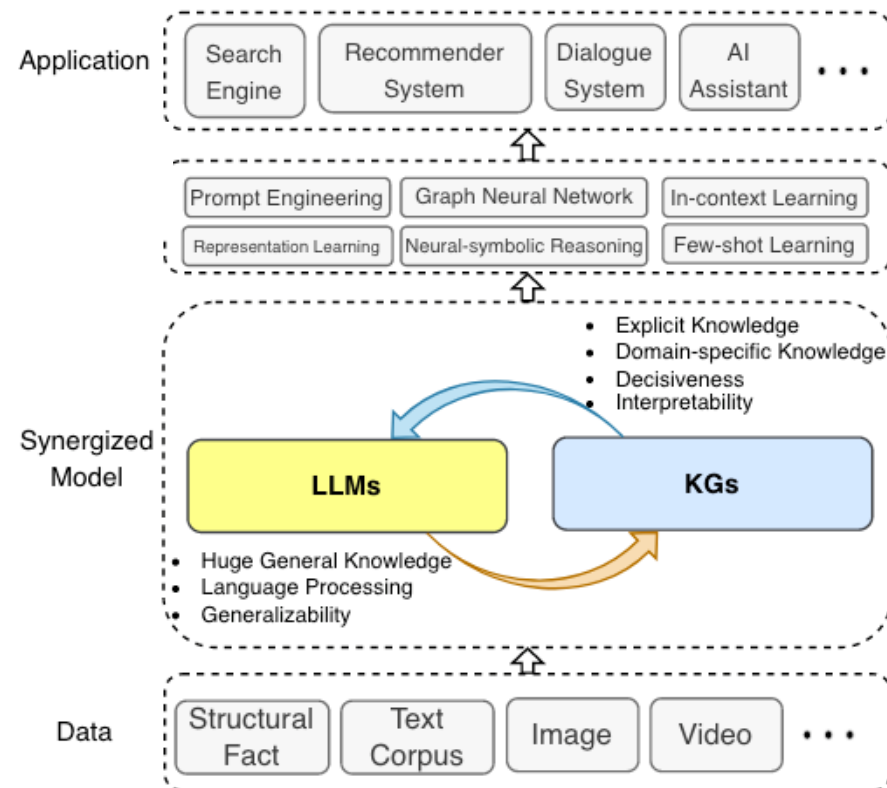 Application
Search
Engine
Recommender
System
Dialogue
System
AI
Assistant
Prompt Engineering
Graph Neural Network
In-context Learning
Representation Learning
Neural-symbolic Reasoning
Few-shot Learning
Synergized
Model
• Explicit Knowledge
• Domain-specific Knowledge
• Decisiveness
• Interpretability
LLMs
KGs
• Huge General Knowledge
• Language Processing
• Generalizability
Data
Structural
Fact
Text
Corpus
Image
Video